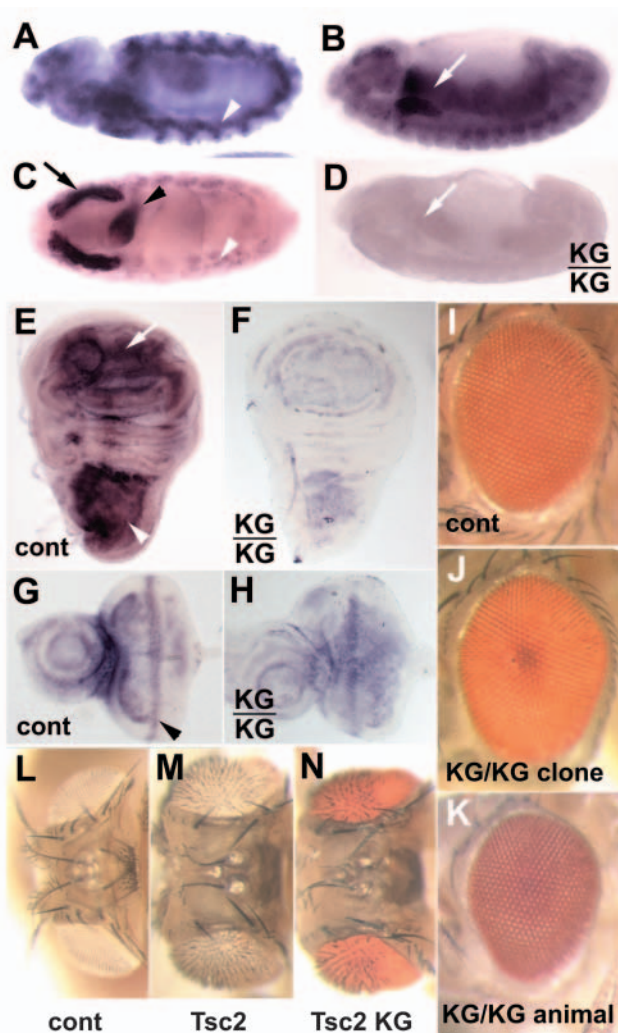 A
B
C
D
KG
KG
E
cont
F
KG
KG
I
cont
G
cont
H
KG
KG
J
KG/KG clone
L
M
N
K
KG/KG animal
cont
Tsc2
Tsc2 KG